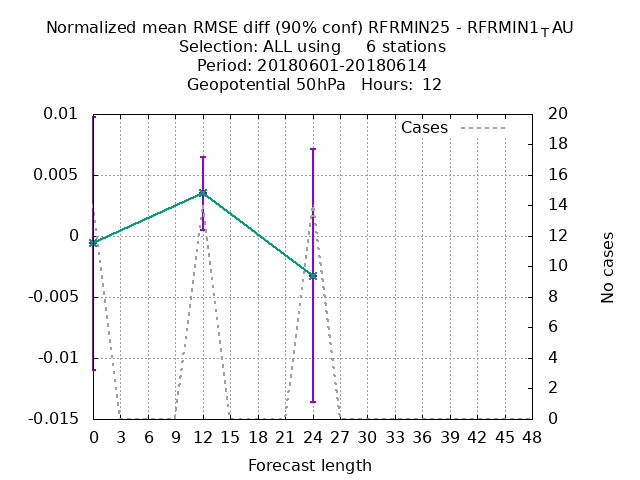 Normalized mean RMSE diff (90% conf) RFRMIN25 - RFRMIN1TAU
Selection: ALL using 6 stations
Period: 20180601-20180614
Geopotential 50hPa Hours: 12
Cases
0.01
0.005
0
-0.005
-0.01
-0.015
20
18
16
14
12
10
8
6
4
2
0
No cases
0 3 6 9 12 15 18 21 24 27 30 33 36 39 42 45 48
Forecast length